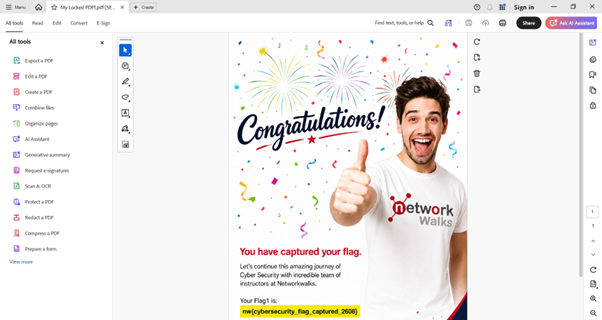 Menu
My Locked PDF1.pdf (SE...
Create
Sign in
All tools
Edit
Convert
E-Sign
Find text, tools, or help
Share
Ask AI Assistant
All tools
Export a PDF
Edit a PDF
Create a PDF
Combine files
Organize pages
AI Assistant
Generative summary
Request e-signatures
Scan & OCR
Protect a PDF
Redact a PDF
Compress a PDF
Prepare a form
View more
Congratulations!
network
Walks
You have captured your flag.
Let's continue this amazing journey of
Cyber Security with incredible team of
instructors at Networkwalks.
Your Flag1 is:
nw{cybersecurity_flag_captured_2608}
1
1